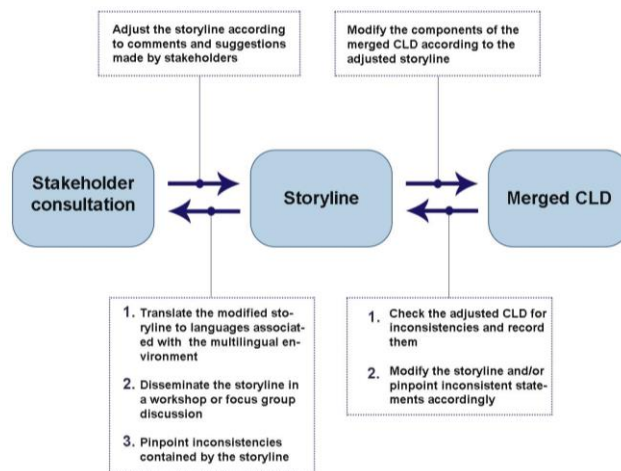 Adjust the storyline according
to comments and suggestions
made by stakeholders
Modify the components of the
merged CLD according to the
adjusted storyline
Stakeholder
consultation
Storyline
Merged CLD
1. Translate the modified sto-
ryline to languages associat-
ed with the multilingual en-
vironment
2. Disseminate the storyline in
a workshop or focus group
discussion
3. Pinpoint inconsistencies
contained by the storyline
1. Check the adjusted CLD for
inconsistencies and record
them
2. Modify the storyline and/or
pinpoint inconsistent state-
ments accordingly